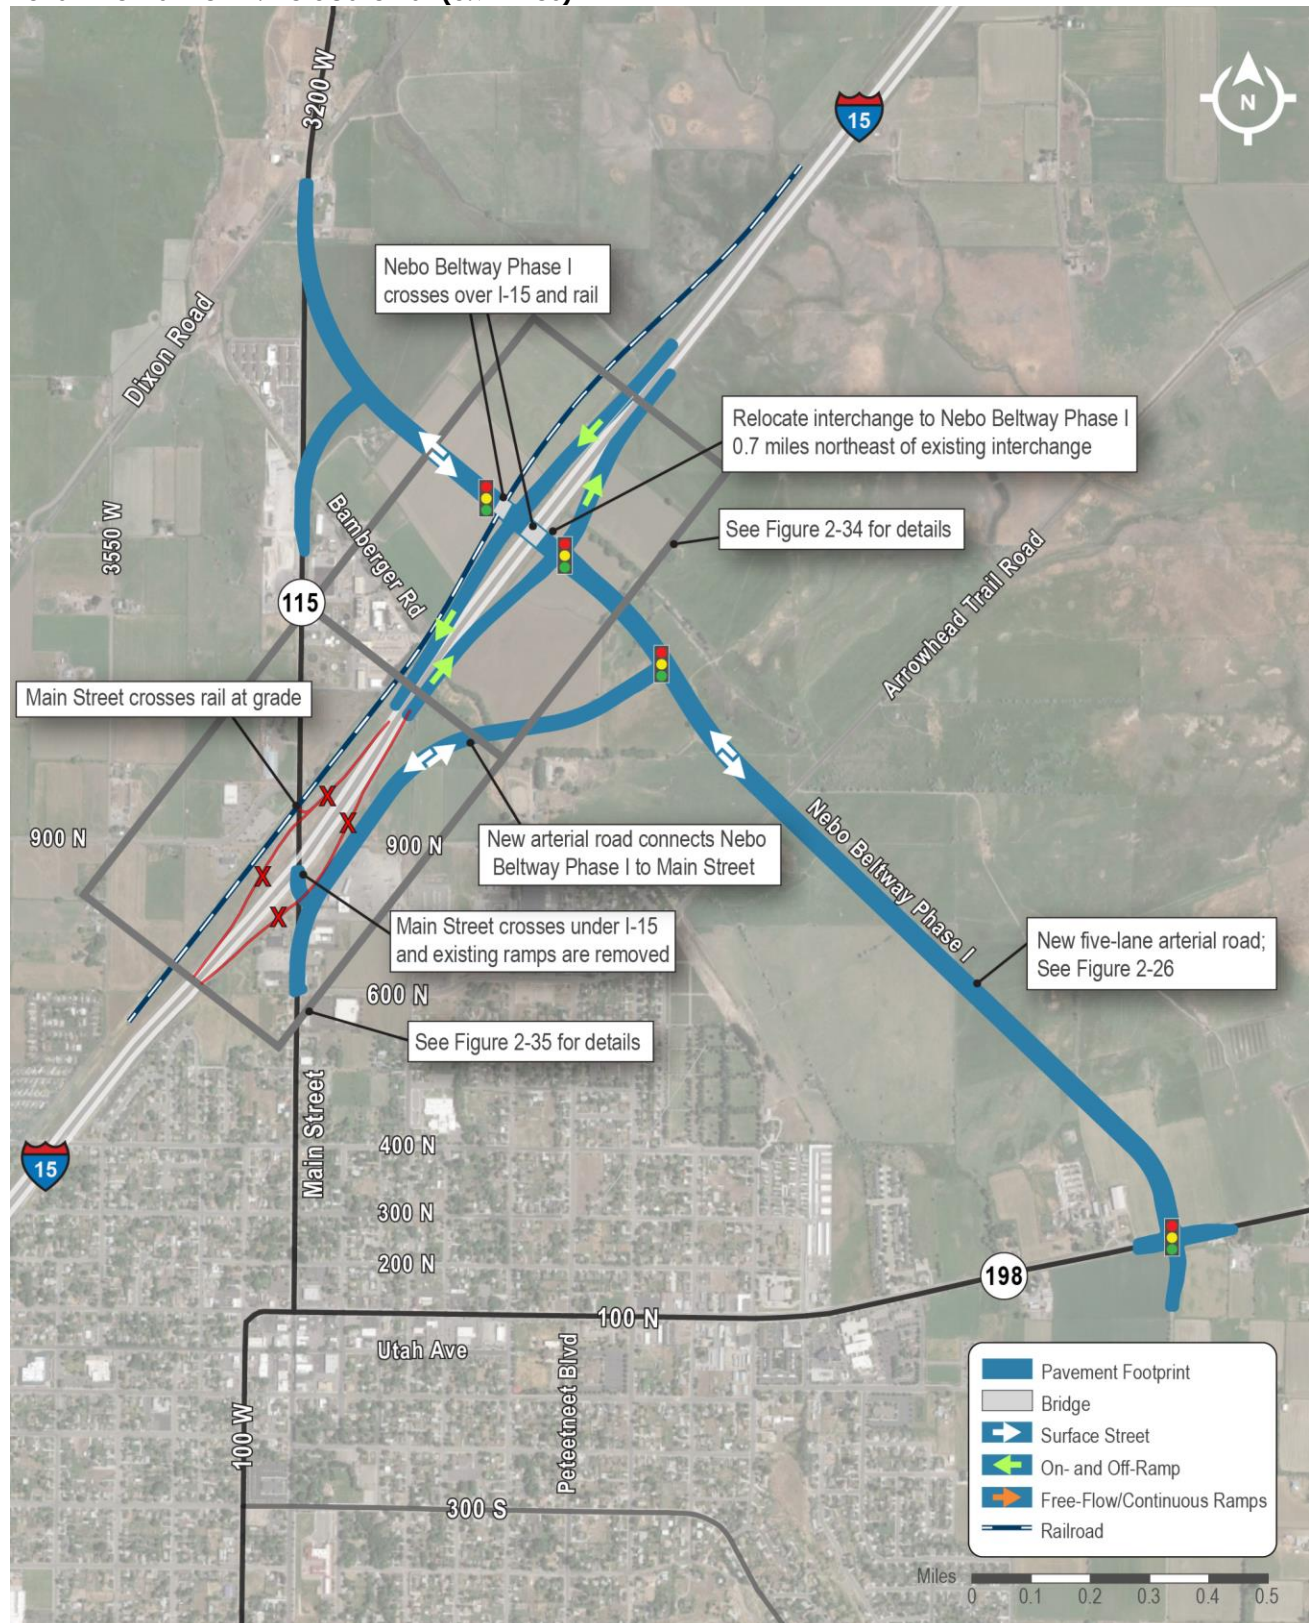 3200 W
15
N
Nebo Beltway Phase I
crosses over I-15 and rail
Dixon Road
Relocate interchange to Nebo Beltway Phase I
0.7 miles northeast of existing interchange
3550 W
Bamberger Rd
See Figure 2-34 for details
Arrowhead Trail Road
115
Main Street crosses rail at grade
X
X
X
X
900 N
900 N
New arterial road connects Nebo
Beltway Phase I to Main Street
Nebo Beltway Phase I
Main Street crosses under I-15
and existing ramps are removed
New five-lane arterial road;
See Figure 2-26
600 N
See Figure 2-35 for details
Main Street
15
400 N
300 N
200 N
198
100 N
Utah Ave
Peteetneet Blvd
100 W
300 S
Pavement Footprint
Bridge
Surface Street
On- and Off-Ramp
Free-Flow/Continuous Ramps
Railroad
Miles
0 0.1 0.2 0.3 0.4 0.5